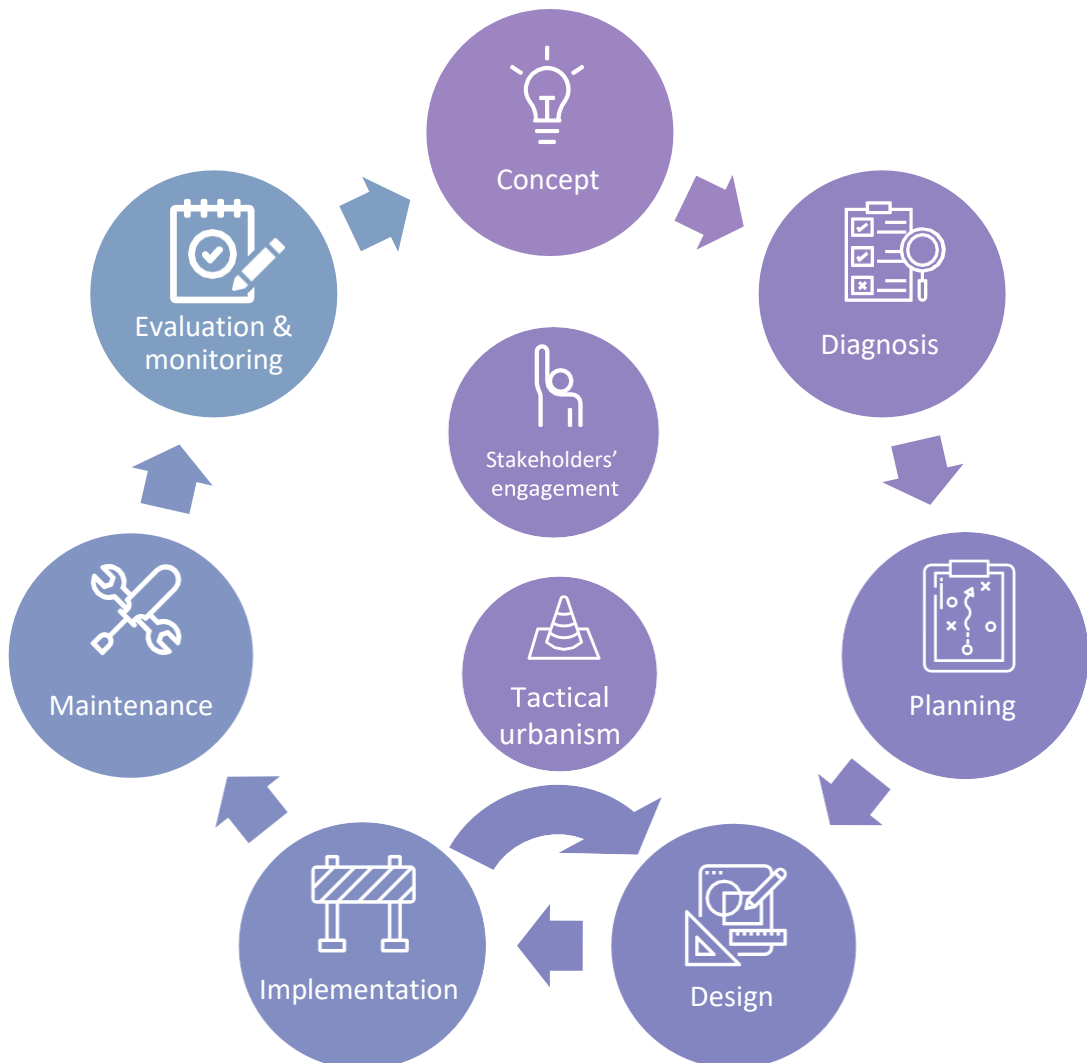 Concept
Diagnosis
Planning
Design
Implementation
Maintenance
Evaluation &
monitoring
Stakeholders’
engagement
Tactical
urbanism